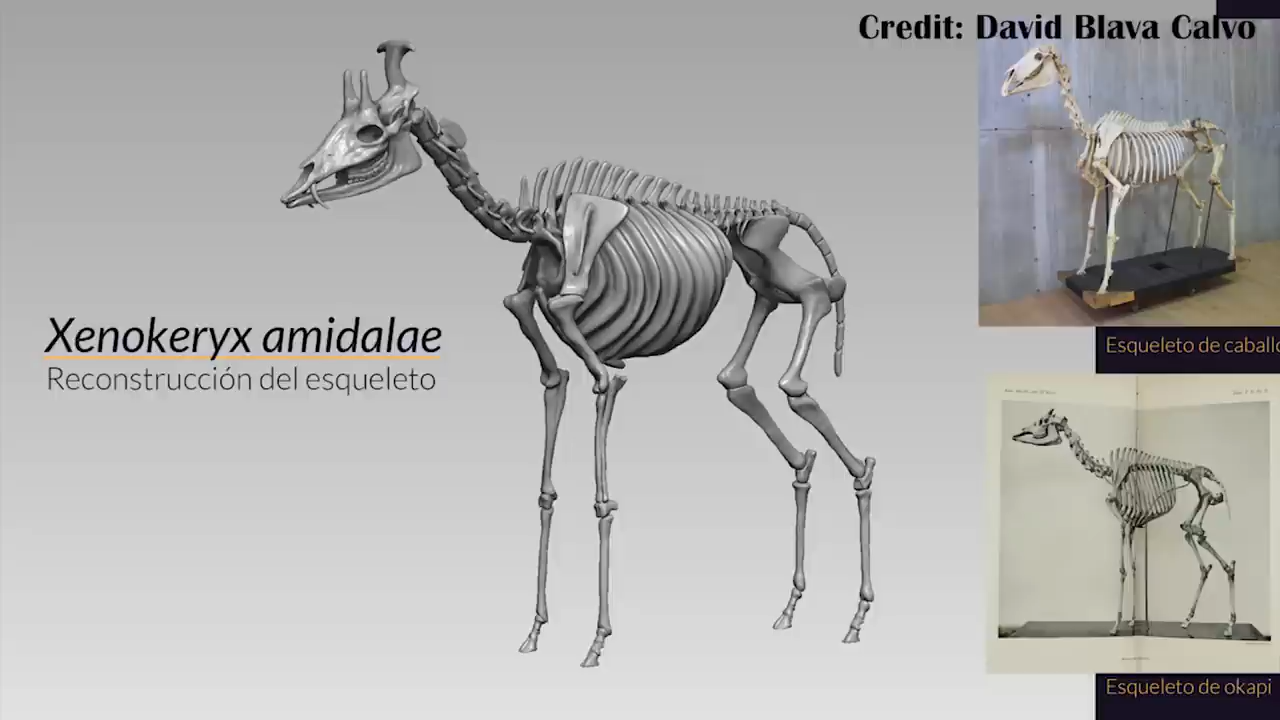 Credit: David Blava Calvo
Xenokeryx amidalae
Reconstrucción del esqueleto
Esqueleto de caballo
Esqueleto de okapi